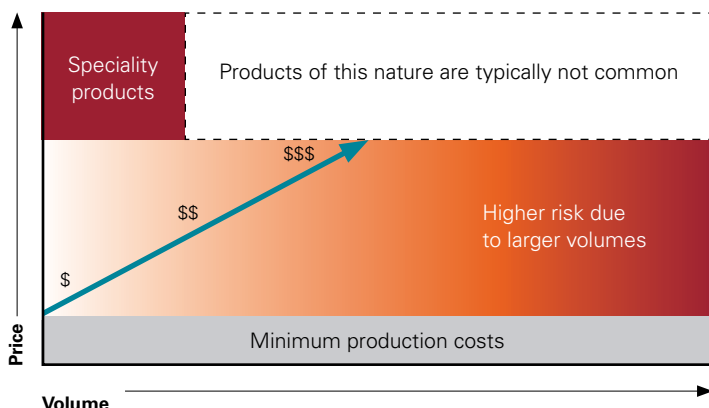 Speciality
products
Products of this nature are typically not common
$$$
$$
$
Higher risk due
to larger volumes
Minimum production costs
Price
Volume